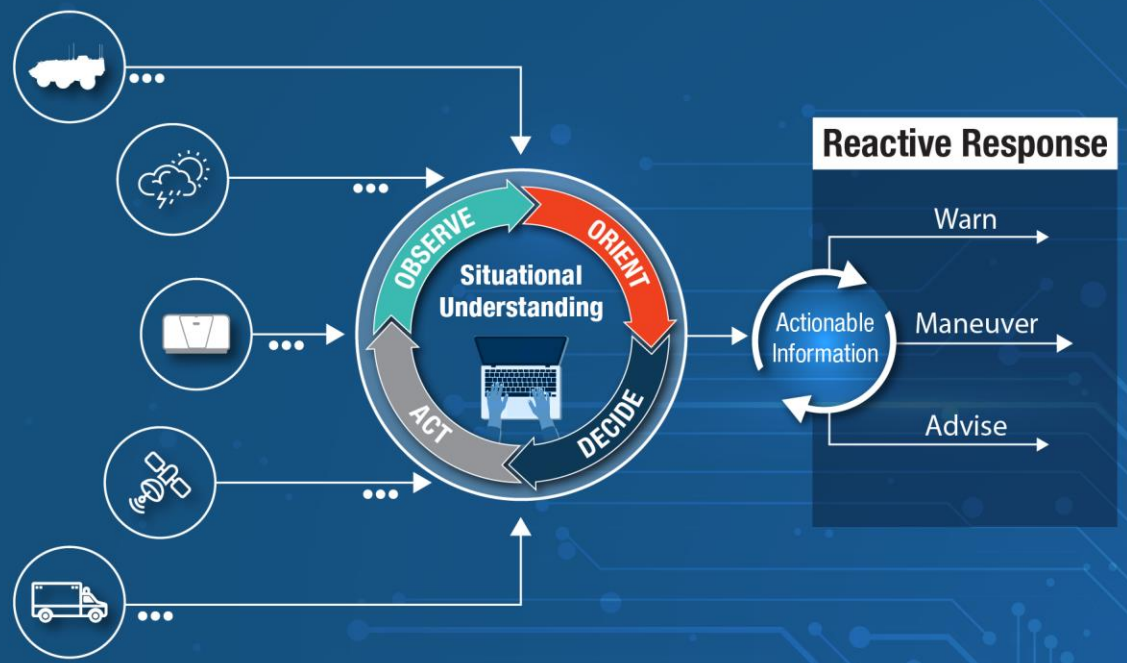 Reactive Response
OBSERVE
ORIENT
Situational
Understanding
DECIDE
ACT
Actionable
Information
Warn
Maneuver
Advise